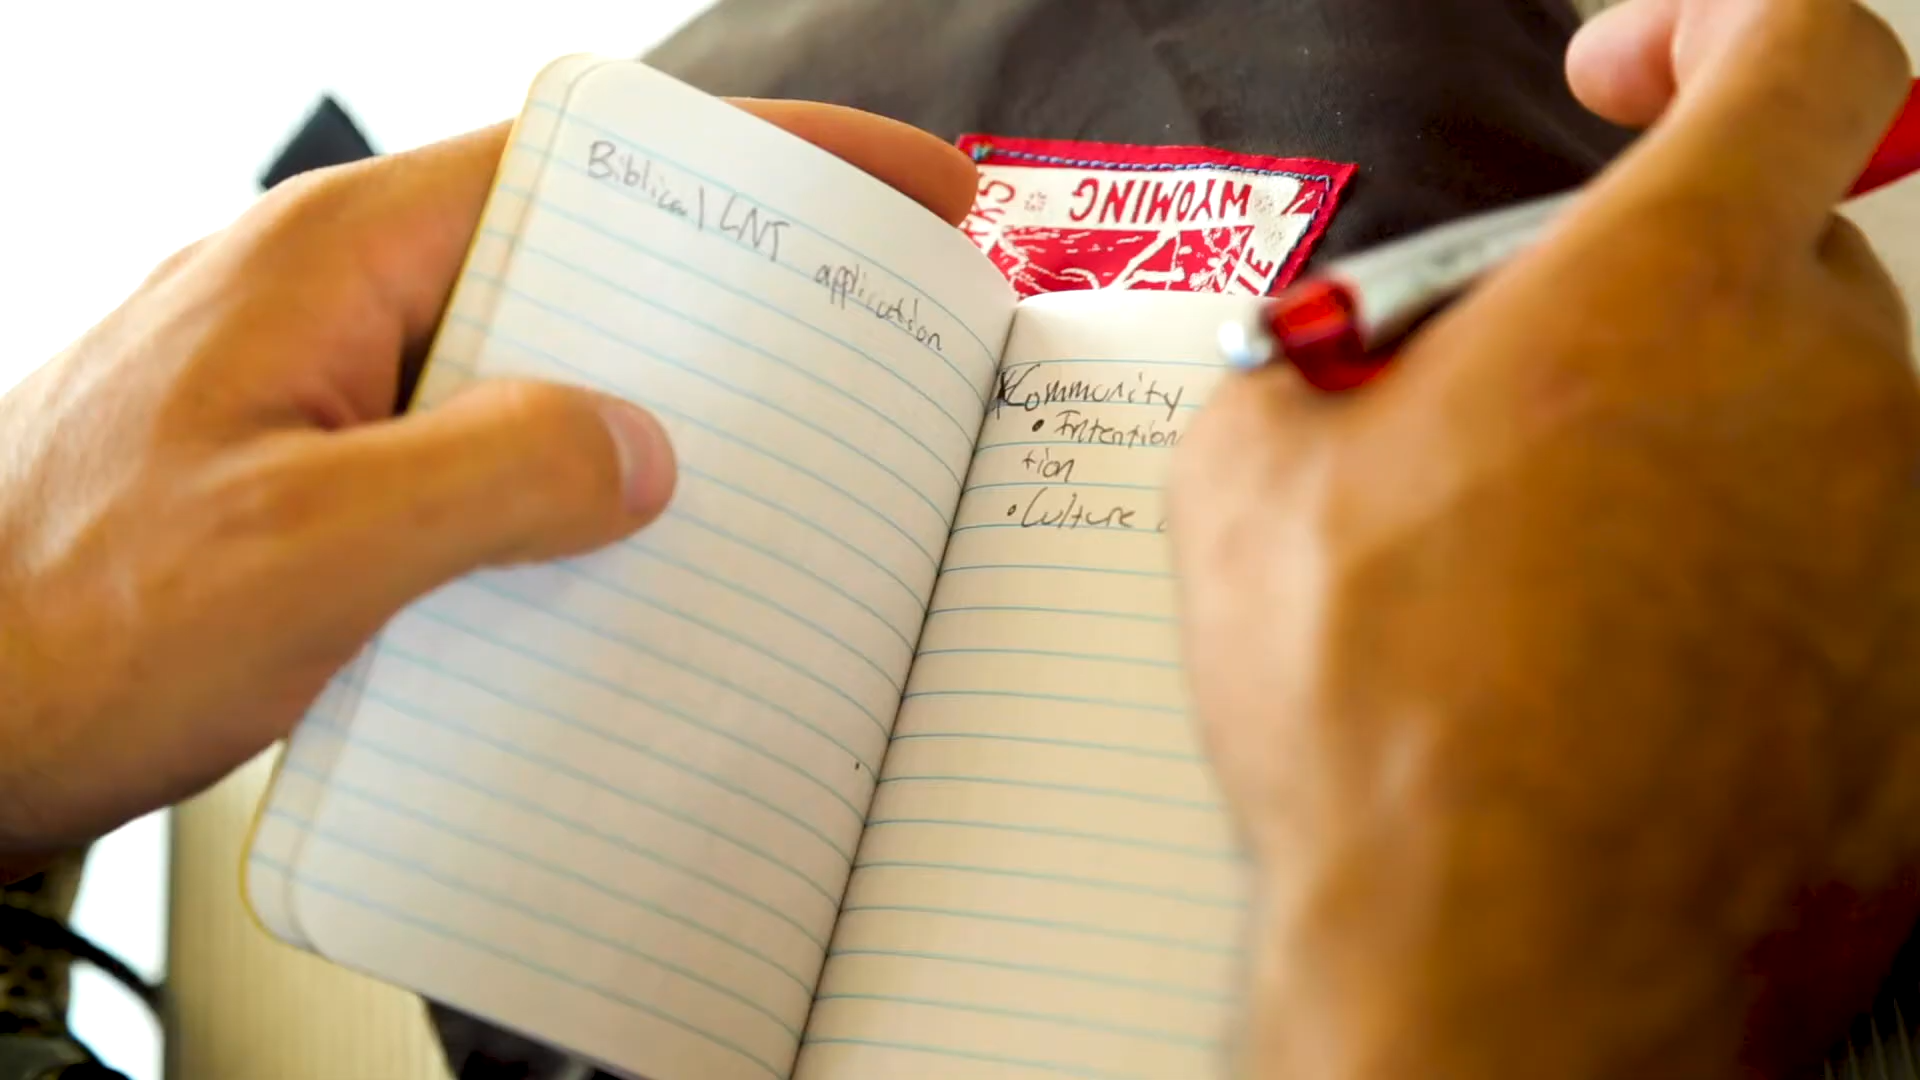 Biblical LNT
application
Community
• Intention
tion
• Culture
WYOMING